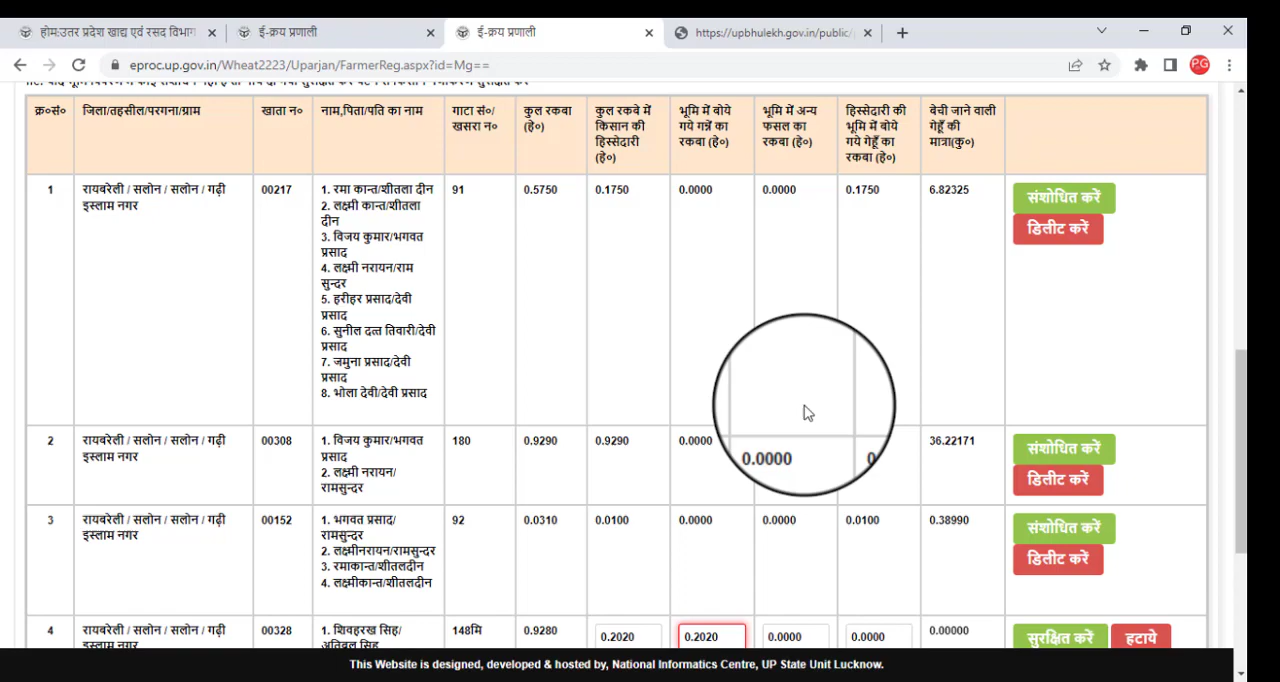 होम:उतर प्रदेश खाद्य एवं रसद विभाग
ई-क्रय प्रणाली
ई-क्रय प्रणाली
https://upbhulekh.gov.in/public/
eproc.up.gov.in/Wheat2223/Uparjan/FarmerReg.aspx?id=Mg==
PG
क्र०सं० जिला/तहसील/परगना/ग्राम खाता न० नाम,पिता/पति का नाम गाटा सं०/ कुल रकबा कुल रकबे में भूमि में बोये भूमि में अन्य हिस्सेदारी की बेची जाने वाली
खसरा न० (हे०) किसान की गये गन्नें का फसल का भूमि में बोये गेहूँ की
हिस्सेदारी रकबा (हे०) रकबा (हे०) गये गेहूँ का मात्रा(कु०)
(हे०) रकबा (हे०)
1 रायबरेली / सलोन / सलोन / गढ़ी 00217 1. रमा कान्त/शीतला दीन 91 0.5750 0.1750 0.0000 0.0000 0.1750 6.82325 संशोधित करें
इस्लाम नगर 2. लक्ष्मी कान्त/शीतला
दीन डिलीट करें
3. विजय कुमार/भगवत
प्रसाद
4. लक्ष्मी नरायन/राम
सुन्दर
5. हरीहर प्रसाद/देवी
प्रसाद
6. सुनील दत्त तिवारी/देवी
प्रसाद
7. जमुना प्रसाद/देवी
प्रसाद
8. भोला देवी/देवी प्रसाद
2 रायबरेली / सलोन / सलोन / गढ़ी 00308 1. विजय कुमार/भगवत 180 0.9290 0.9290 0.0000 0.0000 36.22171 संशोधित करें
इस्लाम नगर प्रसाद
2. लक्ष्मी नरायन/ डिलीट करें
रामसुन्दर
3 रायबरेली / सलोन / सलोन / गढ़ी 00152 1. भगवत प्रसाद/ 92 0.0310 0.0100 0.0000 0.0000 0.0100 0.38990 संशोधित करें
इस्लाम नगर रामसुन्दर
2. लक्ष्मीनरायन/रामसुन्दर डिलीट करें
3. रमाकान्त/शीतलदीन
4. लक्ष्मीकान्त/शीतलदीन
4 रायबरेली / सलोन / सलोन / गढ़ी 00328 1. शिवहरख सिह/ 148मि 0.9280 0.2020 0.2020 0.0000 0.0000 0.00000 सुरक्षित करें हटाये
This Website is designed, developed & hosted by, National Informatics Centre, UP State Unit Lucknow.